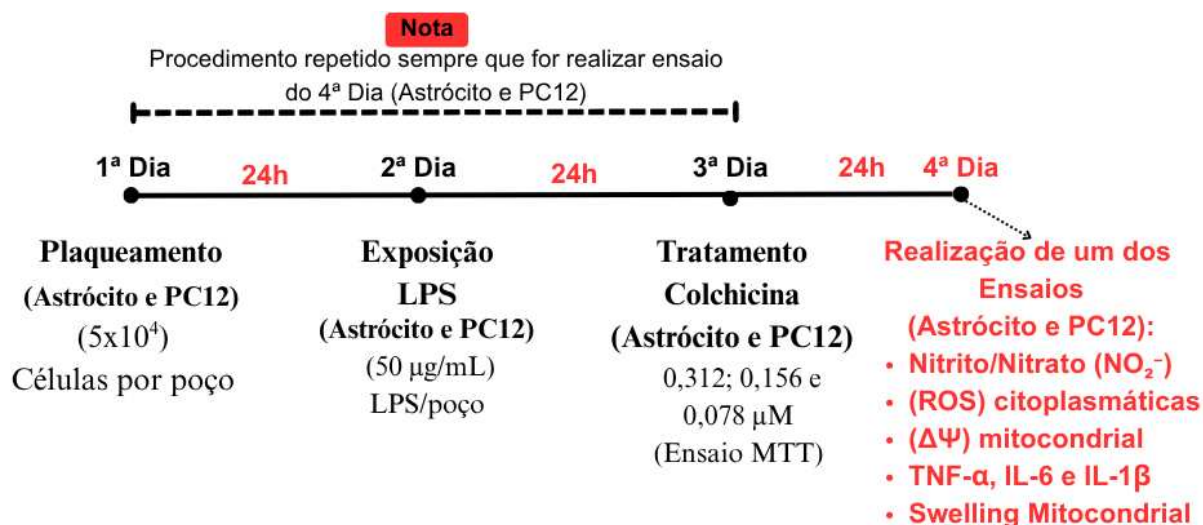 Nota
Procedimento repetido sempre que for realizar ensaio
do 4ª Dia (Astrócito e PC12)
1ª Dia
24h
2ª Dia
24h
3ª Dia
24h
4ª Dia
Plaqueamento
(Astrócito e PC12)
(5x10⁴)
Células por poço
Exposição
LPS
(Astrócito e PC12)
(50 µg/mL)
LPS/poço
Tratamento
Colchicina
(Astrócito e PC12)
0,312; 0,156 e
0,078 µM
(Ensaio MTT)
Realização de um dos
Ensaios
(Astrócito e PC12):
• Nitrito/Nitrato (NO₂⁻)
• (ROS) citoplasmáticas
• (ΔΨ) mitocondrial
• TNF-α, IL-6 e IL-1β
• Swelling Mitocondrial